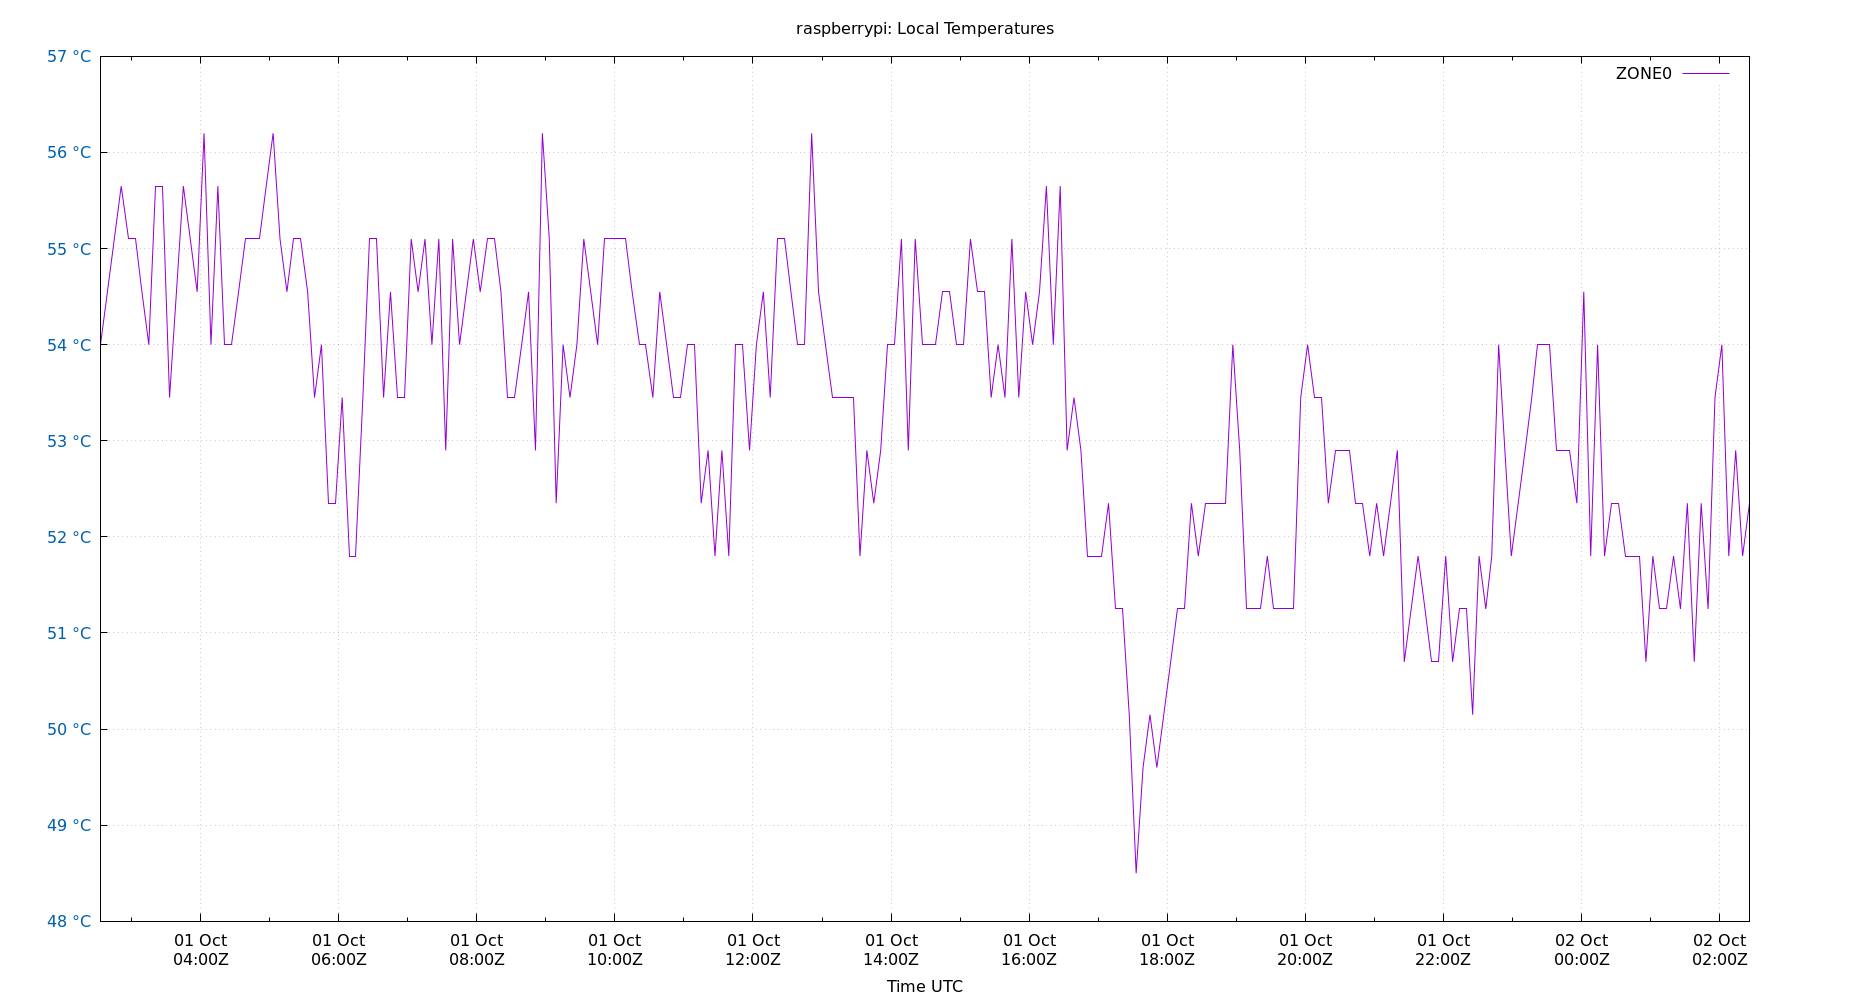 raspberrypi: Local Temperatures
57 °C
ZONE0
56 °C
55 °C
54 °C
53 °C
52 °C
51 °C
50 °C
49 °C
48 °C
01 Oct 01 Oct 01 Oct 01 Oct 01 Oct 01 Oct 01 Oct 01 Oct 01 Oct 01 Oct 02 Oct 02 Oct
04:00Z 06:00Z 08:00Z 10:00Z 12:00Z 14:00Z 16:00Z 18:00Z 20:00Z 22:00Z 00:00Z 02:00Z
Time UTC